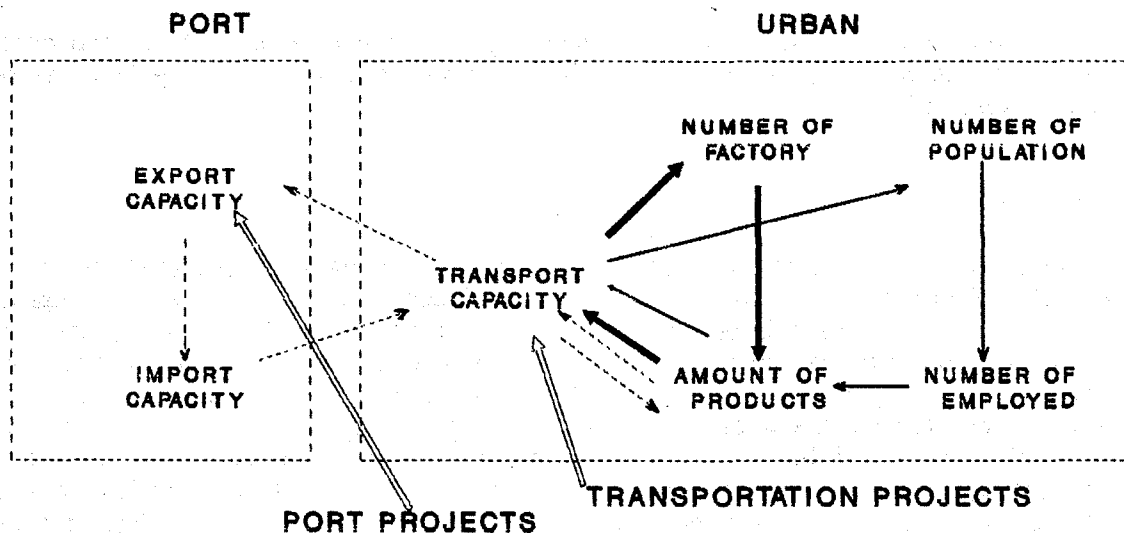 PORT
URBAN
EXPORT
CAPACITY
IMPORT
CAPACITY
TRANSPORT
CAPACITY
NUMBER OF
FACTORY
NUMBER OF
POPULATION
AMOUNT OF
PRODUCTS
NUMBER OF
EMPLOYED
PORT PROJECTS
TRANSPORTATION PROJECTS